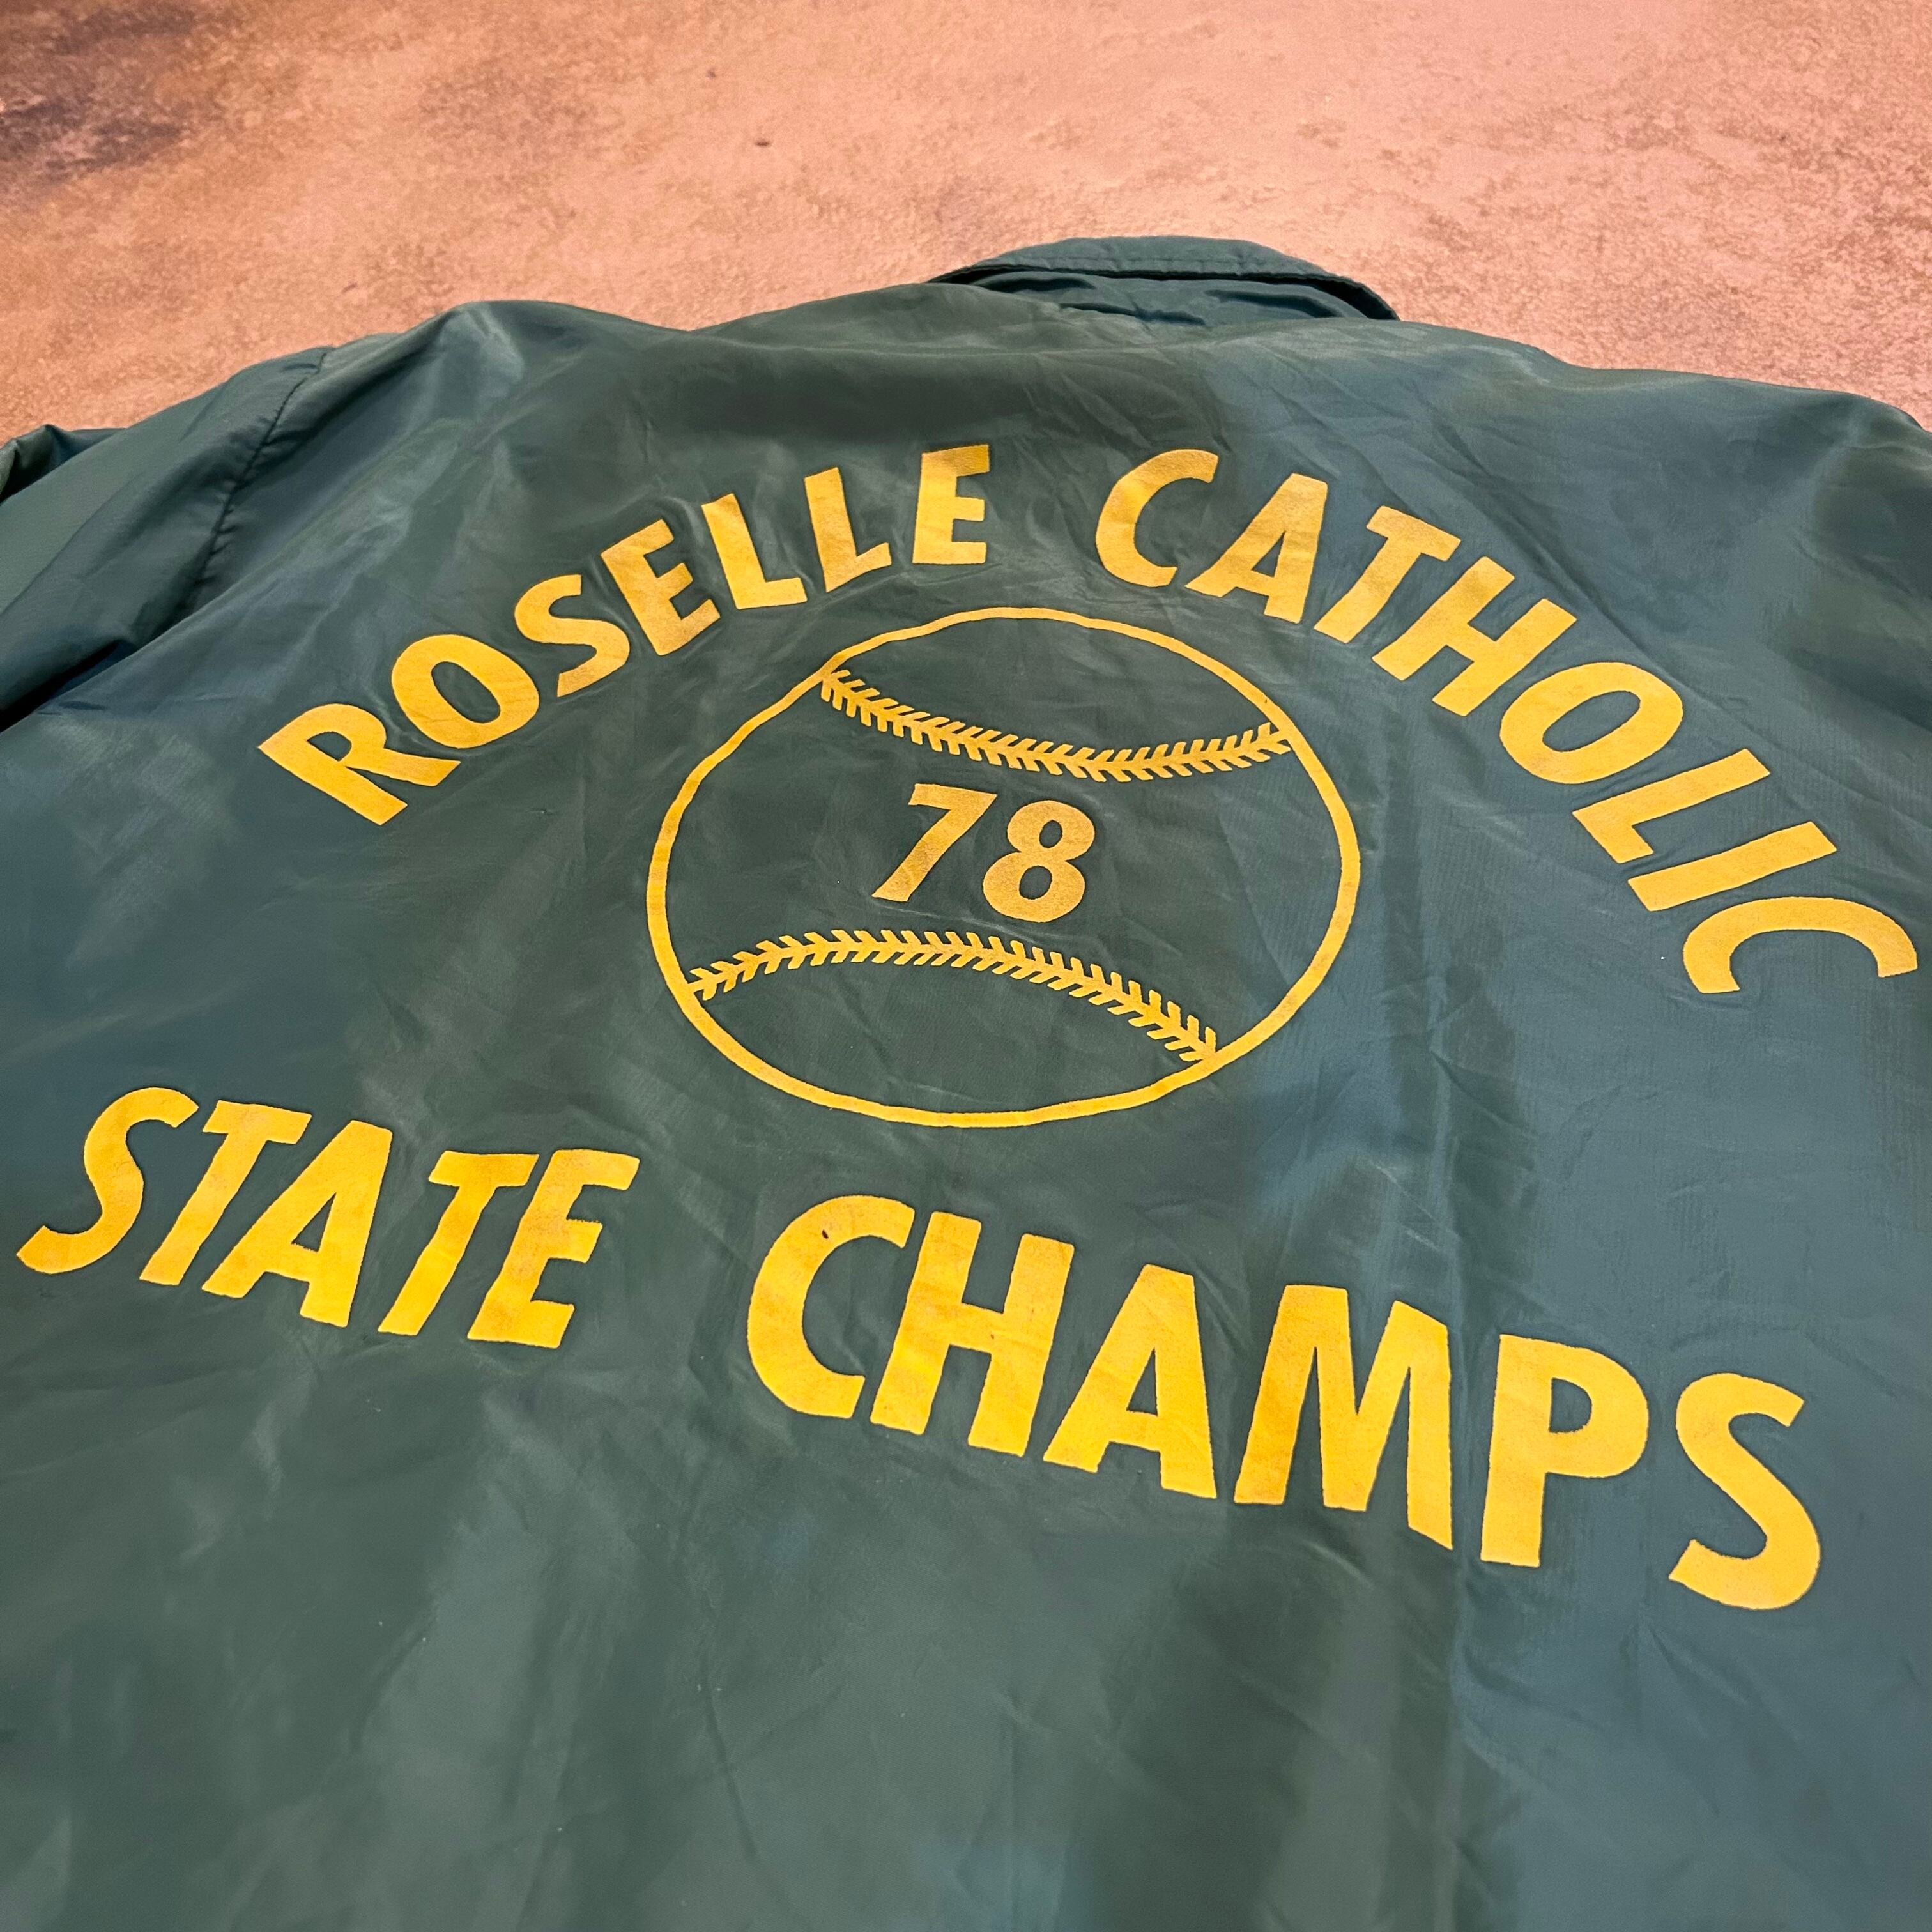 ROSELLE CATHOLIC
78
STATE CHAMPS